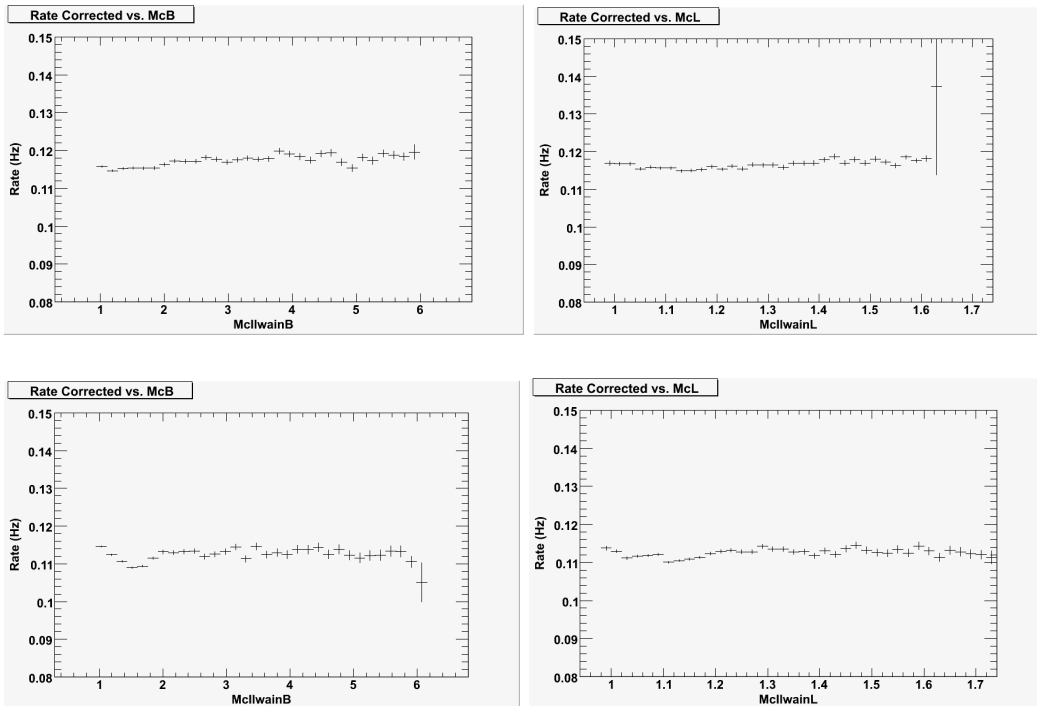 Rate Corrected vs. McB
Rate (Hz)
0.15
0.14
0.13
0.12
0.11
0.1
0.09
0.08
1 2 3 4 5 6
McIlwainB
Rate Corrected vs. McL
Rate (Hz)
0.15
0.14
0.13
0.12
0.11
0.1
0.09
0.08
1 1.1 1.2 1.3 1.4 1.5 1.6 1.7
McIlwainL
Rate Corrected vs. McB
Rate (Hz)
0.15
0.14
0.13
0.12
0.11
0.1
0.09
0.08
1 2 3 4 5 6
McIlwainB
Rate Corrected vs. McL
Rate (Hz)
0.15
0.14
0.13
0.12
0.11
0.1
0.09
0.08
1 1.1 1.2 1.3 1.4 1.5 1.6 1.7
McIlwainL